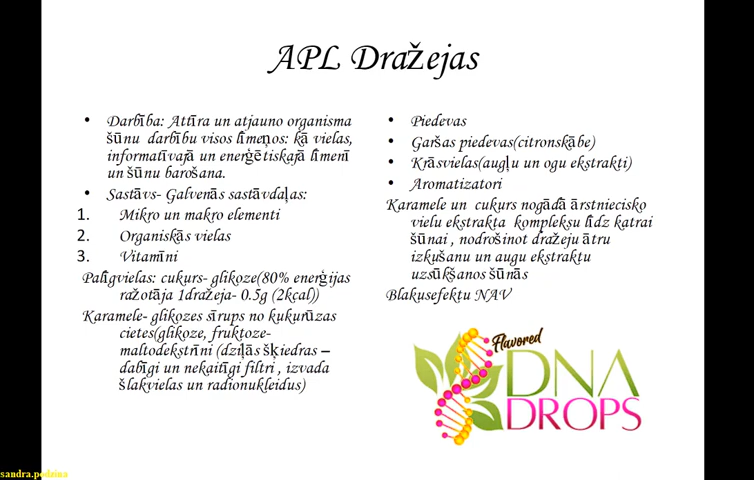 APL Dražejas
• Darbība: Attīra un atjauno organisma
šūnu darbību visos līmeņos: kā vielas,
informatīvajā un enerģētiskajā līmenī
un šūnu barošana.
• Sastāvs- Galvenās sastāvdaļas:
1. Mikro un makro elementi
2. Organiskās vielas
3. Vitamīni
Palīgvielas: cukurs- glikoze(80% enerģijas
ražotāja 1dražeja- 0.5g (2kcal))
Karamele- glikozes sīrups no kukurūzas
cietes(glikoze, fruktoze-
maltodekstrīni (dziļās šķiedras –
dabīgi un nekaitīgi filtri , izvada
šlakvielas un radionukleidus)
• Piedevas
• Garšas piedevas(citronskābe)
• Krāsvielas(augļu un ogu ekstrakti)
• Aromatizatori
Karamele un cukurs nogādā ārstniecisko
vielu ekstrakta kompleksu līdz katrai
šūnai , nodrošinot dražeju ātru
izkušanu un augu ekstraktu
uzsūkšanos šūnās
Blakusefektu NAV
Flavored
DNA
DROPS
sandra.podzina